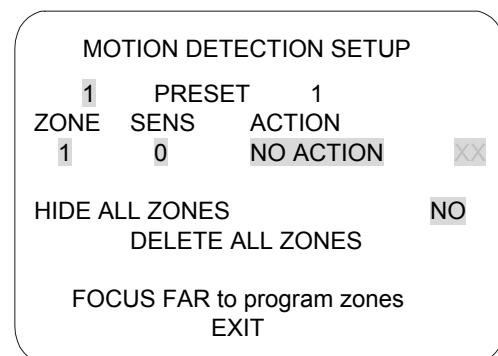 MOTION DETECTION SETUP
1 PRESET 1
ZONE SENS ACTION
1 0 NO ACTION XX
HIDE ALL ZONES NO
DELETE ALL ZONES
FOCUS FAR to program zones
EXIT